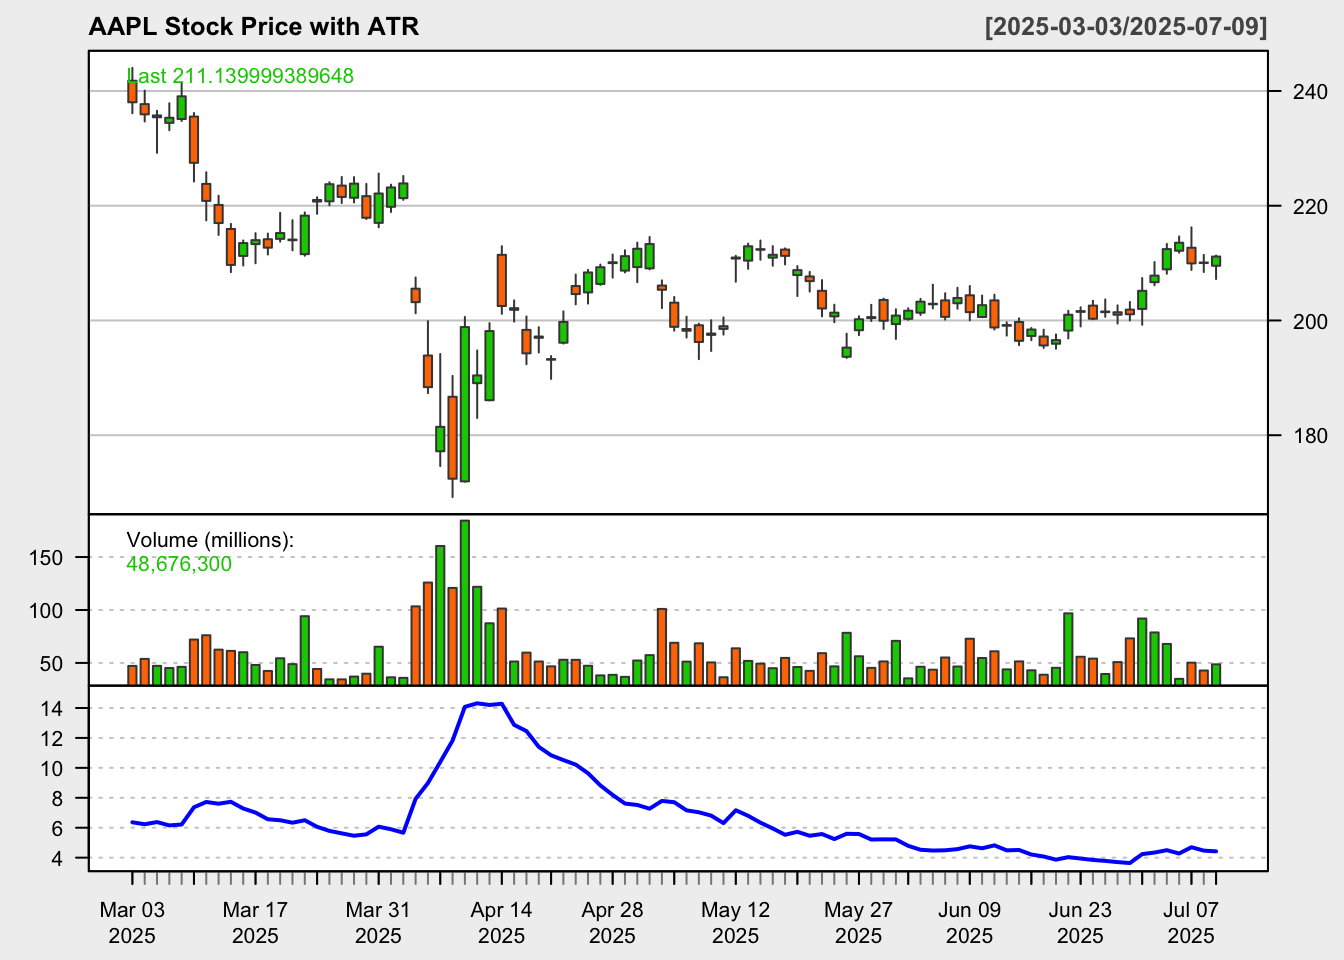 AAPL Stock Price with ATR
[2025-03-03/2025-07-09]
Last 211.139999389648
240
220
200
180
Volume (millions):
48,676,300
150
100
50
14
12
10
8
6
4
Mar 03 2025
Mar 17 2025
Mar 31 2025
Apr 14 2025
Apr 28 2025
May 12 2025
May 27 2025
Jun 09 2025
Jun 23 2025
Jul 07 2025